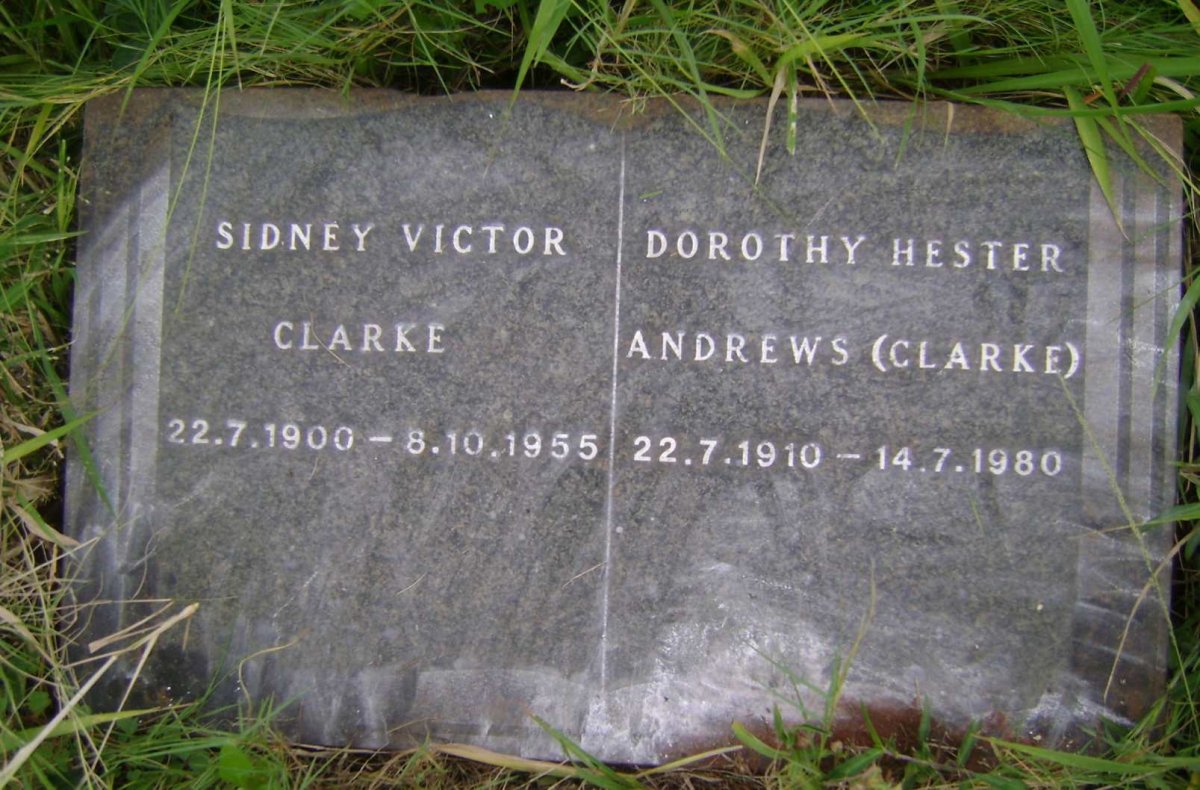 SIDNEY VICTOR
CLARKE
22.7.1900 – 8.10.1955
DOROTHY HESTER
ANDREWS (CLARKE)
22.7.1910 – 14.7.1980